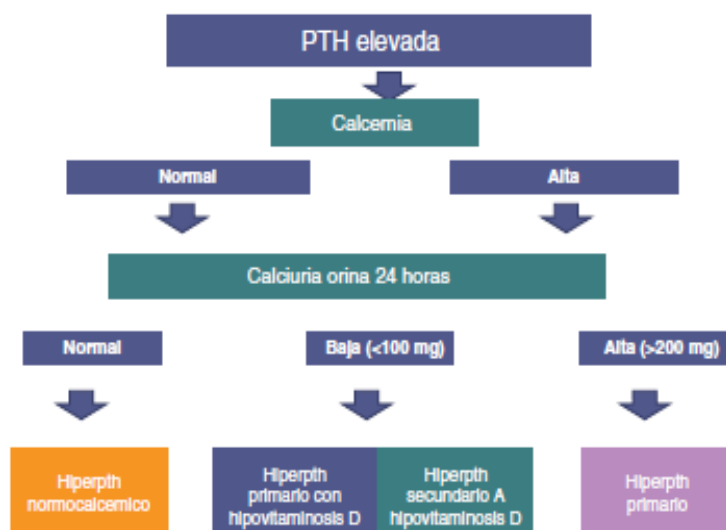 PTH elevada
Calcemia
Normal
Alta
Calciuria orina 24 horas
Normal
Baja (<100 mg)
Alta (>200 mg)
Hiperpth
normocalcemico
Hiperpth
primario con
hipovitaminosis D
Hiperpth
secundario A
hipovitaminosis D
Hiperpth
primario